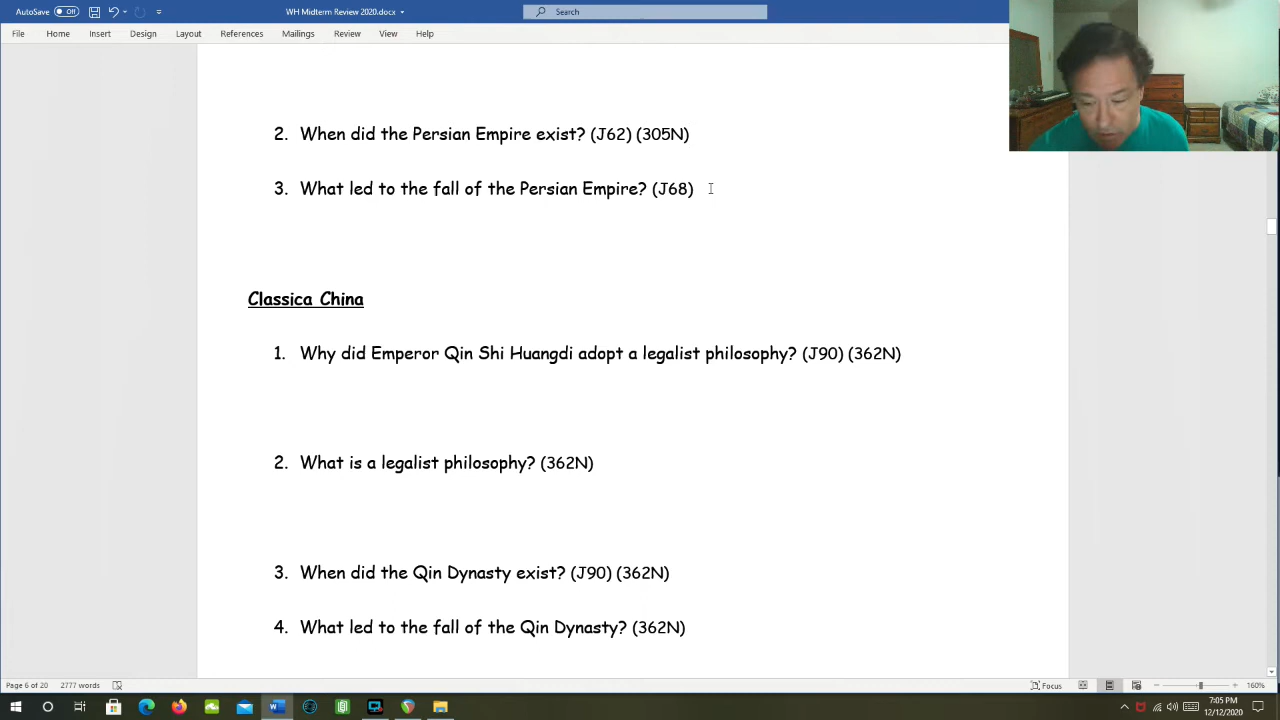 AutoSave Off WH Midterm Review 2020.docx Search
File Home Insert Design Layout References Mailings Review View Help
2. When did the Persian Empire exist? (J62) (305N)
3. What led to the fall of the Persian Empire? (J68)
Classica China
1. Why did Emperor Qin Shi Huangdi adopt a legalist philosophy? (J90) (362N)
2. What is a legalist philosophy? (362N)
3. When did the Qin Dynasty exist? (J90) (362N)
4. What led to the fall of the Qin Dynasty? (362N)
Page 6 of 20 2777 words Focus 160%
7:05 PM
12/12/2020